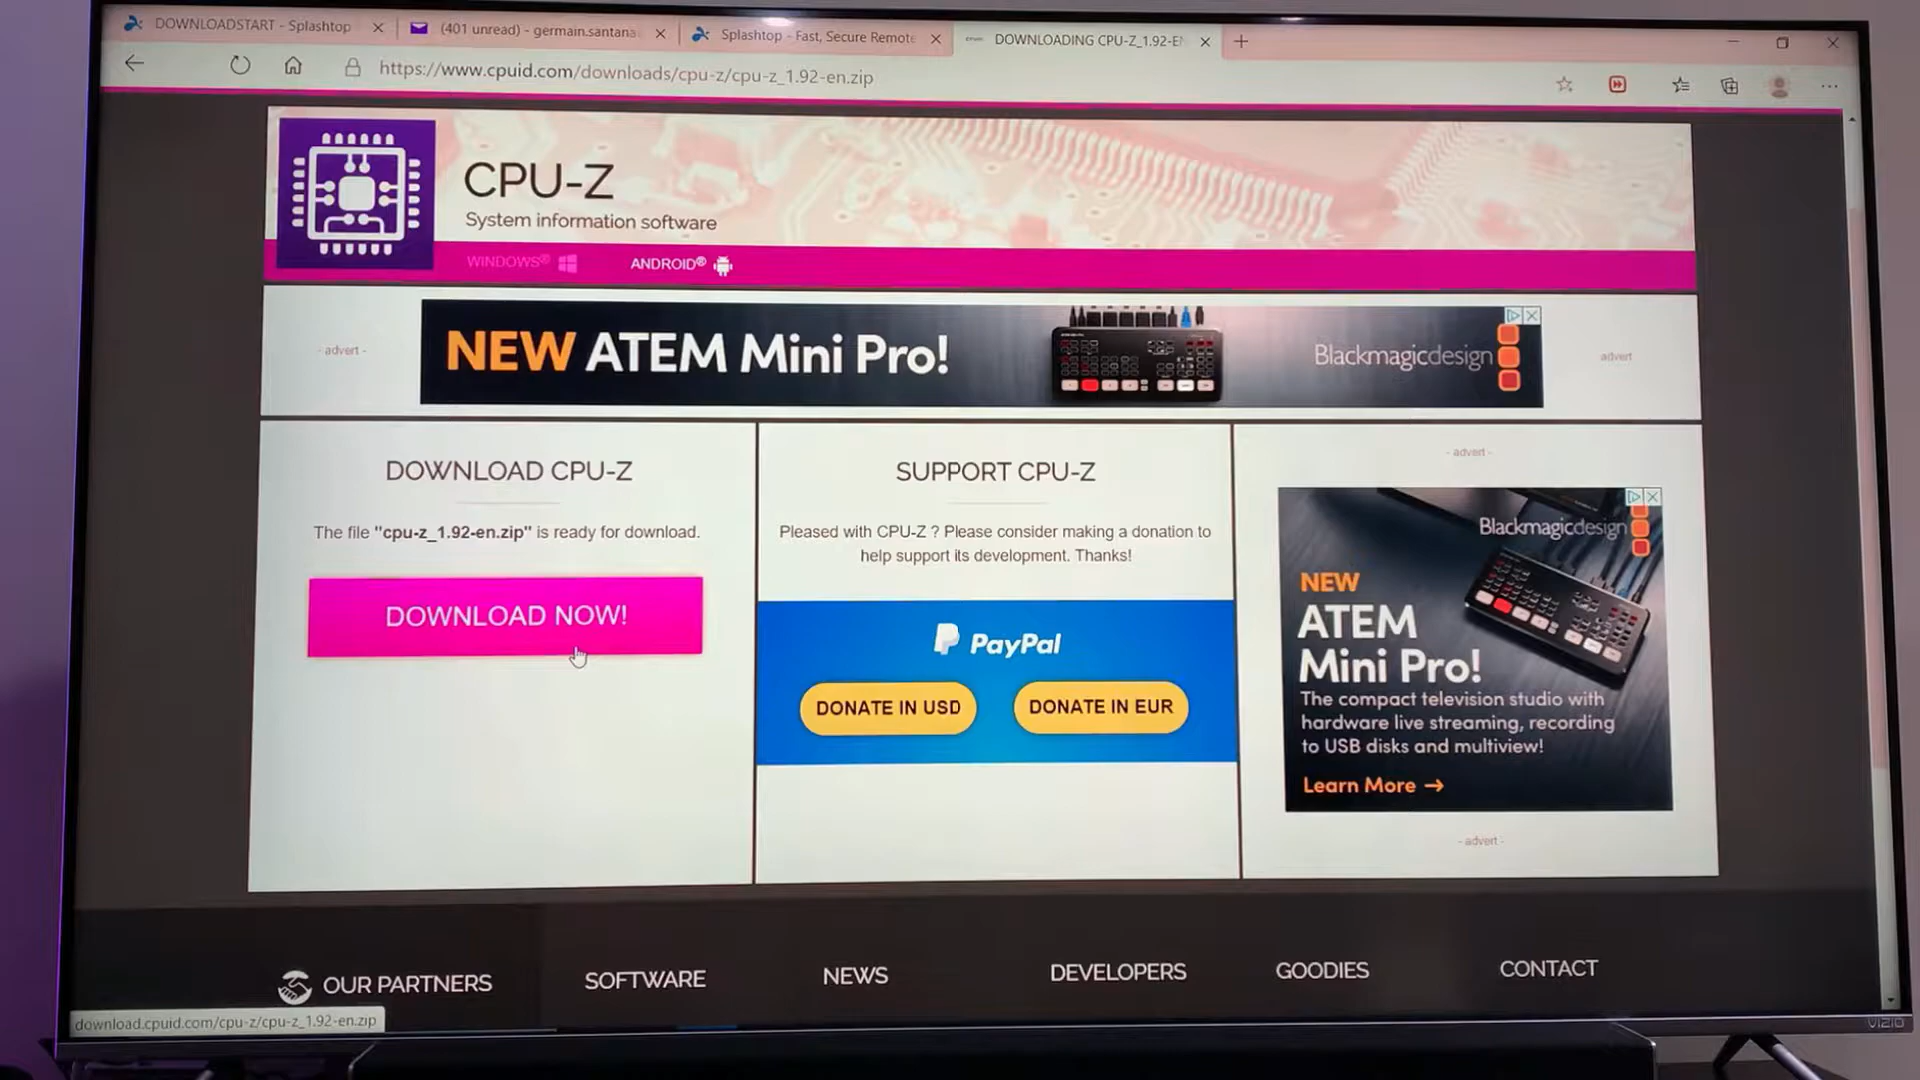 DOWNLOADSTART - Splashtop
(401 unread) - germain.santana
Splashtop - Fast, Secure Remote
DOWNLOADING CPU-Z_1.92-EN
https://www.cpuid.com/downloads/cpu-z/cpu-z_1.92-en.zip
CPU-Z
System information software
WINDOWS®
ANDROID®
- advert -
NEW ATEM Mini Pro!
Blackmagicdesign
advert
DOWNLOAD CPU-Z
The file "cpu-z_1.92-en.zip" is ready for download.
DOWNLOAD NOW!
SUPPORT CPU-Z
Pleased with CPU-Z ? Please consider making a donation to
help support its development. Thanks!
PayPal
DONATE IN USD
DONATE IN EUR
- advert -
Blackmagicdesign
NEW
ATEM
Mini Pro!
The compact television studio with
hardware live streaming, recording
to USB disks and multiview!
Learn More →
- advert -
OUR PARTNERS
SOFTWARE
NEWS
DEVELOPERS
GOODIES
CONTACT
download.cpuid.com/cpu-z/cpu-z_1.92-en.zip
VIZIO